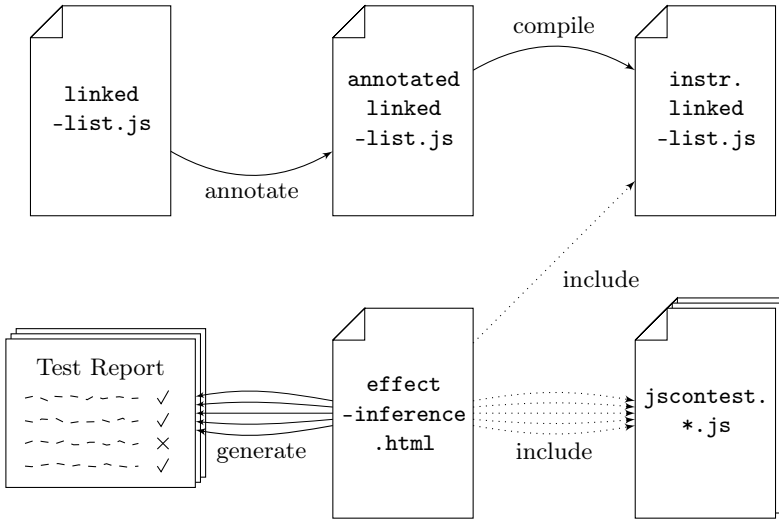 linked
-list.js
annotate
annotated
linked
-list.js
compile
instr.
linked
-list.js
include
Test Report
generate
effect
-inference
.html
include
jscontest.
*.js